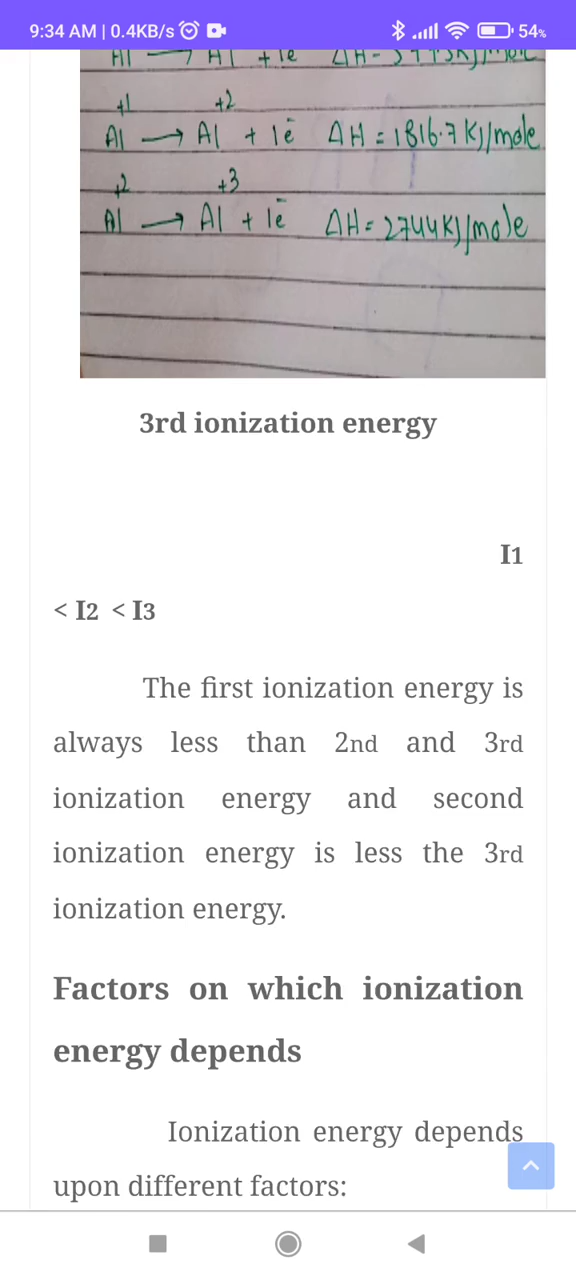 9:34 AM | 0.4KB/s
54%
+1 +2
Al → Al + 1ē ΔH = 1816.7 KJ/mole
+2 +3
Al → Al + 1ē ΔH = 2744 KJ/mole
3rd ionization energy
I1
< I2 < I3
The first ionization energy is
always less than 2nd and 3rd
ionization energy and second
ionization energy is less the 3rd
ionization energy.
Factors on which ionization
energy depends
Ionization energy depends
upon different factors: